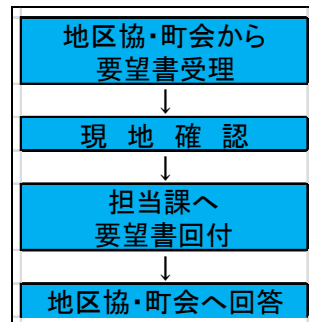 地区協・町会から
要望書受理
↓
現　地　確　認
↓
担当課へ
要望書回付
↓
地区協・町会へ回答